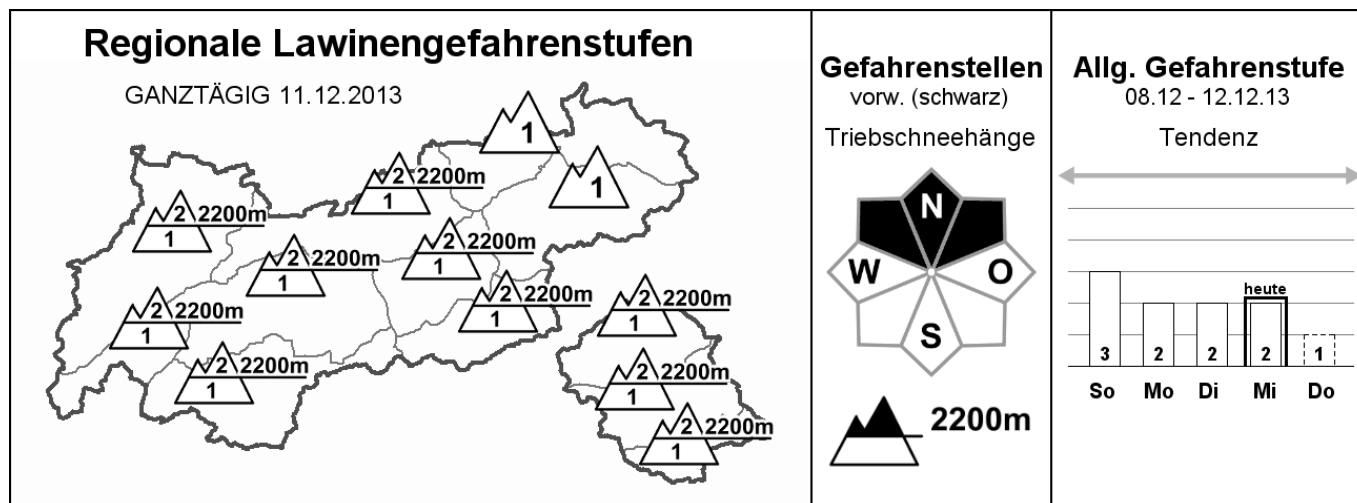 Regionale Lawinengefahrenstufen
GANZTÄGIG 11.12.2013
1
1
2 2200m
1
2 2200m
1
2 2200m
1
2 2200m
1
2 2200m
1
2 2200m
1
2 2200m
1
2 2200m
1
2 2200m
1
2 2200m
1
Gefahrenstellen
vorw. (schwarz)
Triebschneehänge
N
W O
S
2200m
Allg. Gefahrenstufe
08.12 - 12.12.13
Tendenz
heute
3 2 2 2 1
So Mo Di Mi Do